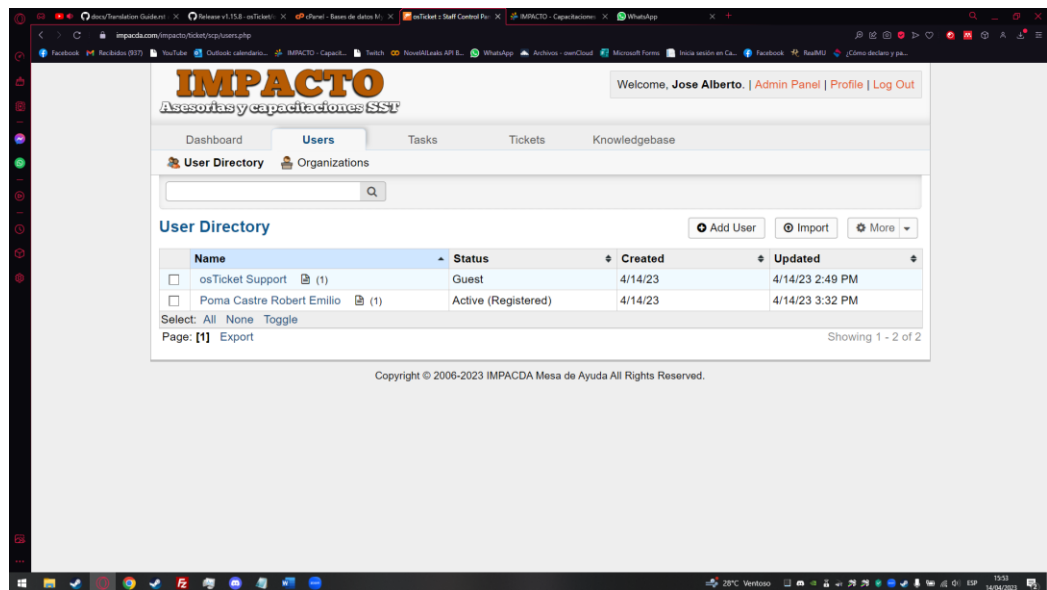 docs/Translation Guide.rst
Release v1.15.8 - osTicket/
cPanel - Bases de datos M
osTicket :: Staff Control Pa
IMPACTO - Capacitacione
WhatsApp
impacda.com/impacto/ticket/scp/users.php
Facebook
Recibidos (937)
YouTube
Outlook: calendario...
IMPACTO - Capacit...
Twitch
NovelAILeaks API B...
WhatsApp
Archivos - ownCloud
Microsoft Forms
Inicia sesión en Ca...
Facebook
RealMU
¿Cómo declaro y pa...
IMPACTO
Asesorías y capacitaciones SST
Welcome, Jose Alberto. | Admin Panel | Profile | Log Out
Dashboard Users Tasks Tickets Knowledgebase
User Directory Organizations
User Directory
Add User Import More
Name Status Created Updated
osTicket Support (1) Guest 4/14/23 4/14/23 2:49 PM
Poma Castre Robert Emilio (1) Active (Registered) 4/14/23 4/14/23 3:32 PM
Select: All None Toggle
Page: [1] Export Showing 1 - 2 of 2
Copyright © 2006-2023 IMPACDA Mesa de Ayuda All Rights Reserved.
28°C Ventoso
ESP
15:53
14/04/2023